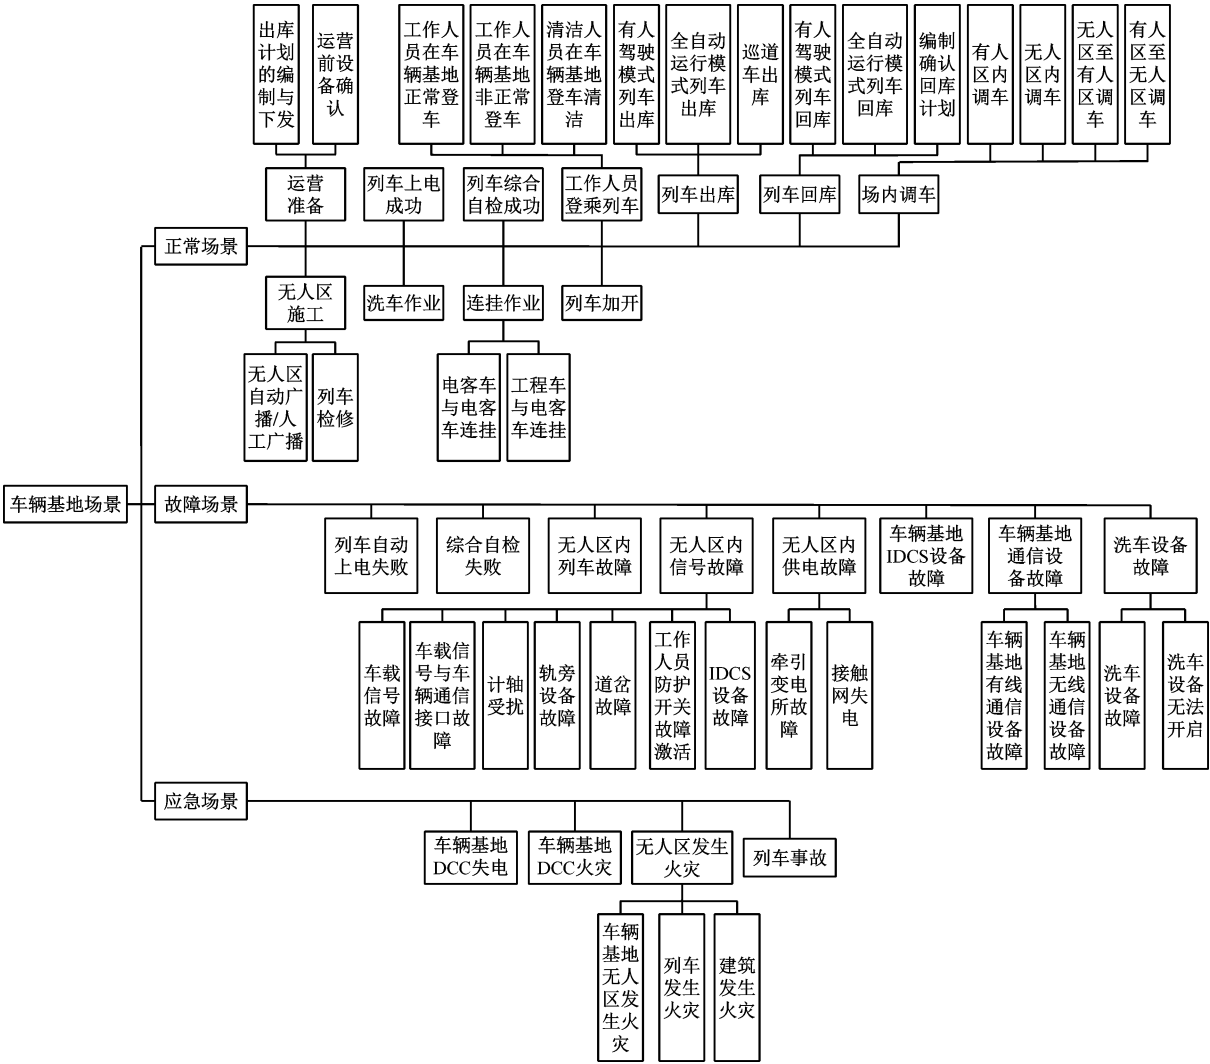 出库
计划
的编
制与
下发
运营
前设
备确
认
工作人
员在车
辆基地
正常登
车
工作人
员在车
辆基地
非正常
登车
清洁人
员在车
辆基地
登车清
洁
有人
驾驶
模式
列车
出库
全自动
运行模
式列车
出库
巡道
车出
库
有人
驾驶
模式
列车
回库
全自动
运行模
式列车
回库
编制
确认
回库
计划
有人
区内
调车
无人
区内
调车
无人
区至
有人
区调
车
有人
区至
无人
区调
车
运营
准备
列车上电
成功
列车综合
自检成功
工作人员
登乘列车
列车出库
列车回库
场内调车
正常场景
无人区
施工
洗车作业
连挂作业
列车加开
无人区
自动广
播/人
工广播
列车
检修
电客车
与电客
车连挂
工程车
与电客
车连挂
车辆基地场景
故障场景
列车自动
上电失败
综合自检
失败
无人区内
列车故障
无人区内
信号故障
无人区内
供电故障
车辆基地
IDCS设备
故障
车辆基地
通信设
备故障
洗车设备
故障
车载
信号
故障
车载信
号与车
辆通信
接口故
障
计轴
受扰
轨旁
设备
故障
道岔
故障
工作
人员
防护
开关
故障
激活
IDCS
设备
故障
牵引
变电
所故
障
接触
网失
电
车辆
基地
有线
通信
设备
故障
车辆
基地
无线
通信
设备
故障
洗车
设备
故障
洗车
设备
无法
开启
应急场景
车辆基地
DCC失电
车辆基地
DCC火灾
无人区发生
火灾
列车事故
车辆
基地
无人
区发
生火
灾
列车
发生
火灾
建筑
发生
火灾